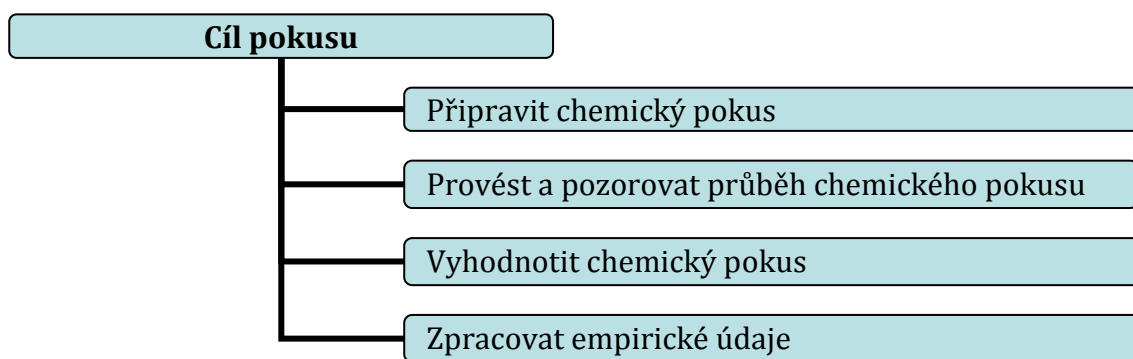 Cíl pokusu
Připravit chemický pokus
Provést a pozorovat průběh chemického pokusu
Vyhodnotit chemický pokus
Zpracovat empirické údaje